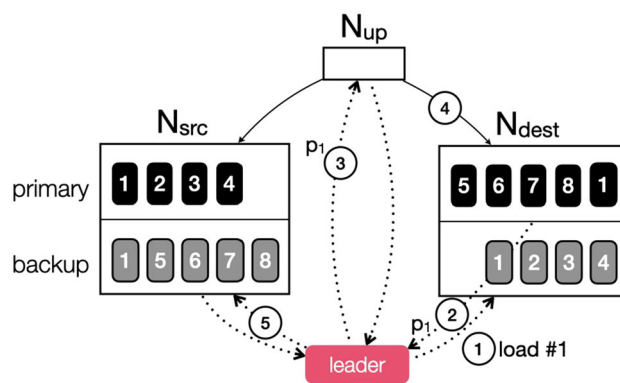 Nup
4
Nsrc
Ndest
p1 3
primary 1 2 3 4
5 6 7 8 1
backup 1 5 6 7 8
1 2 3 4
5
p1 2
1 load #1
leader